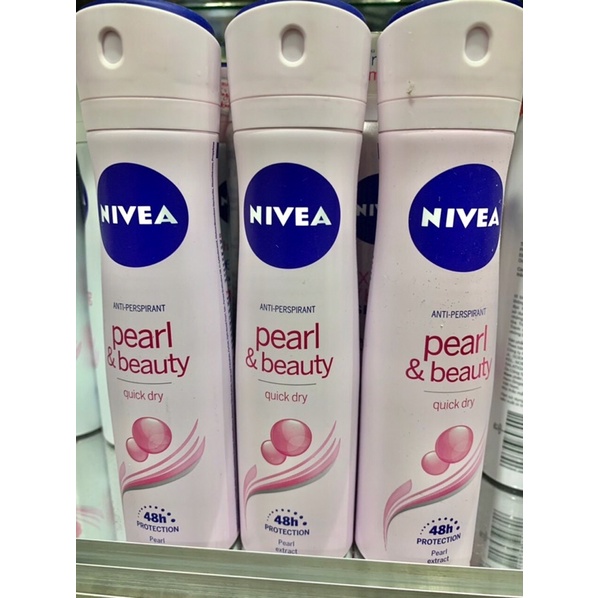 NIVEA
ANTI-PERSPIRANT
pearl
& beauty
quick dry
48h
PROTECTION
Pearl
NIVEA
ANTI-PERSPIRANT
pearl
& beauty
quick dry
48h
PROTECTION
Pearl
extract
NIVEA
ANTI-PERSPIRANT
pearl
& beauty
quick dry
48h
PROTECTION
Pearl
extract